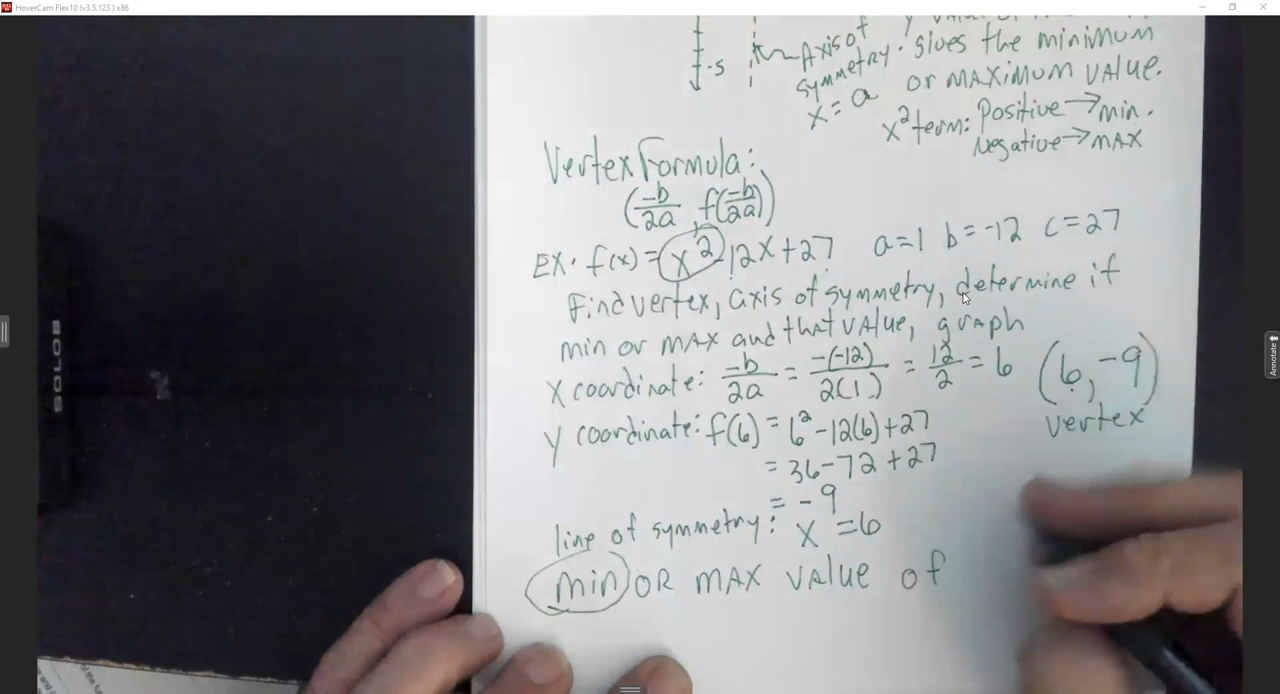 HoverCam Flex10 (v3.5.123 ) x86
Axis of
symmetry. gives the minimum
x = a or maximum value.
x² term: Positive → min.
Negative → MAX
.5
Vertex Formula:
(-b/2a, f(-b/2a))
EX. f(x) = x² - 12x + 27 a=1 b=-12 c=27
Find vertex, axis of symmetry, determine if
min or MAX and that value, graph
X coordinate: -b/2a = -(-12)/2(1) = 12/2 = 6 (6, -9)
vertex
y coordinate: f(6) = 6² - 12(6) + 27
= 36 - 72 + 27
= -9
line of symmetry: X = 6
min OR MAX value of
Annotate
SOLO8